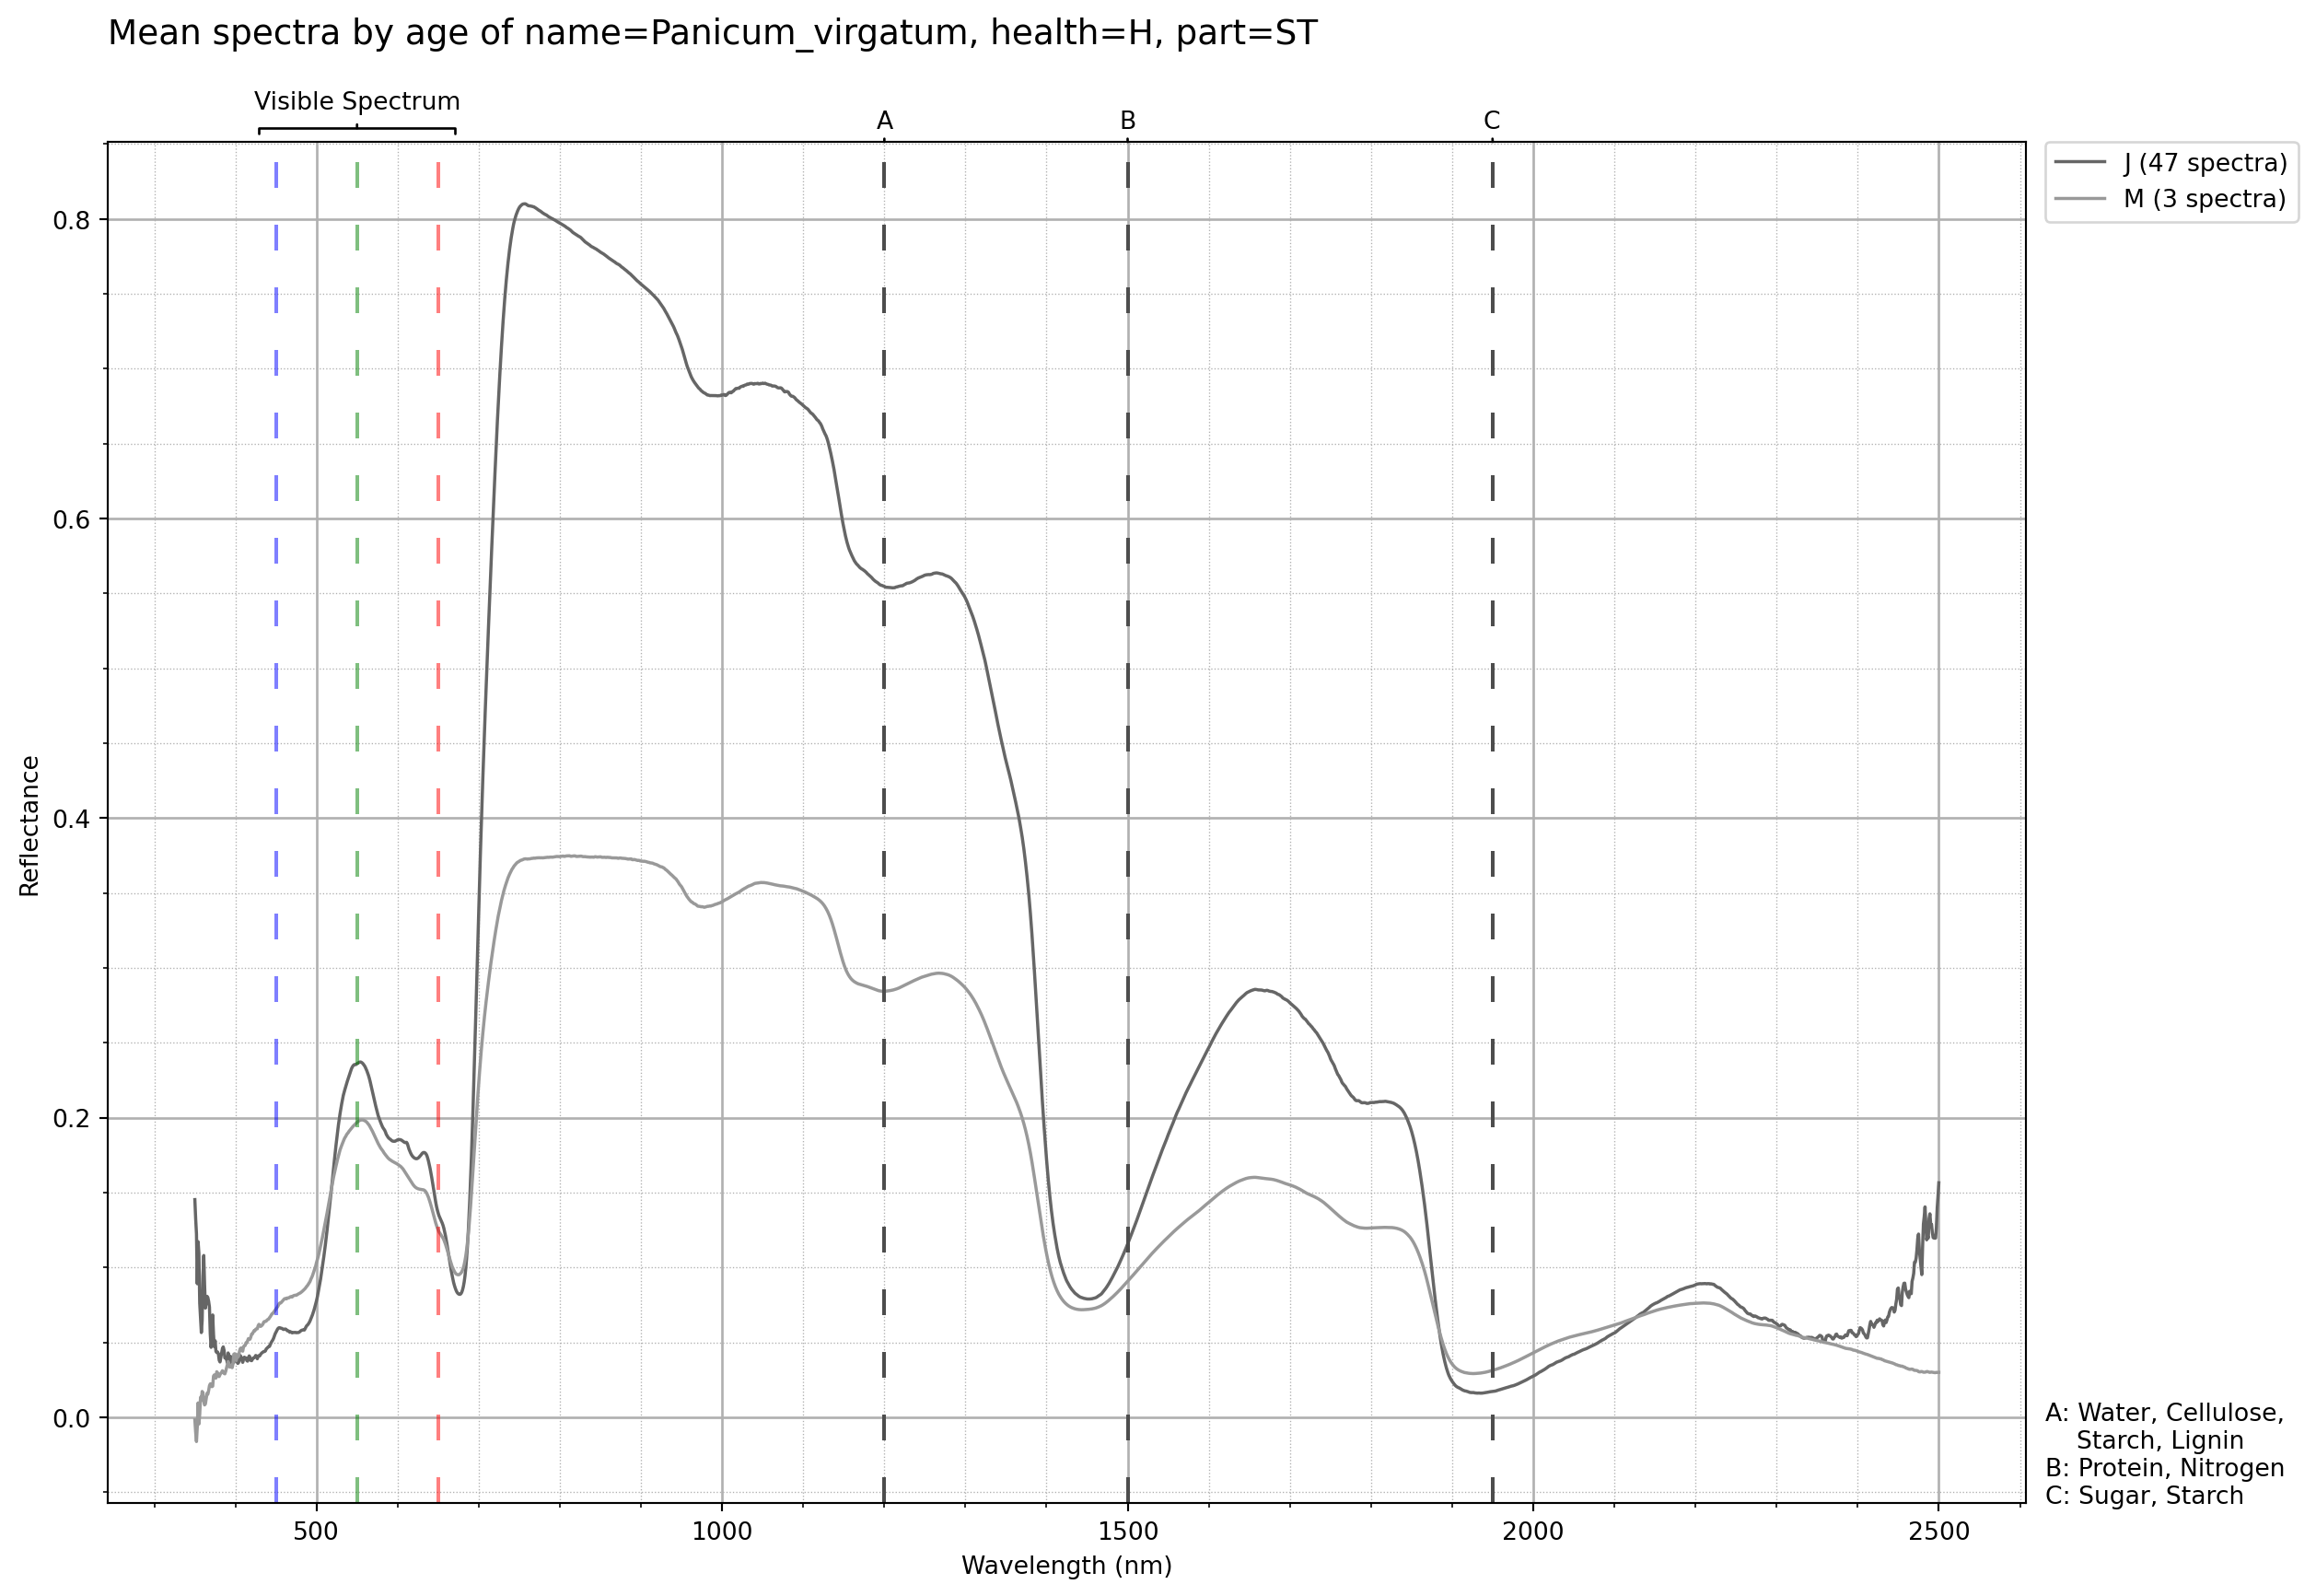 Mean spectra by age of name=Panicum_virgatum, health=H, part=ST
Visible Spectrum
A
B
C
J (47 spectra)
M (3 spectra)
0.8
0.6
0.4
0.2
0.0
Reflectance
500
1000
1500
2000
2500
Wavelength (nm)
A: Water, Cellulose,
Starch, Lignin
B: Protein, Nitrogen
C: Sugar, Starch